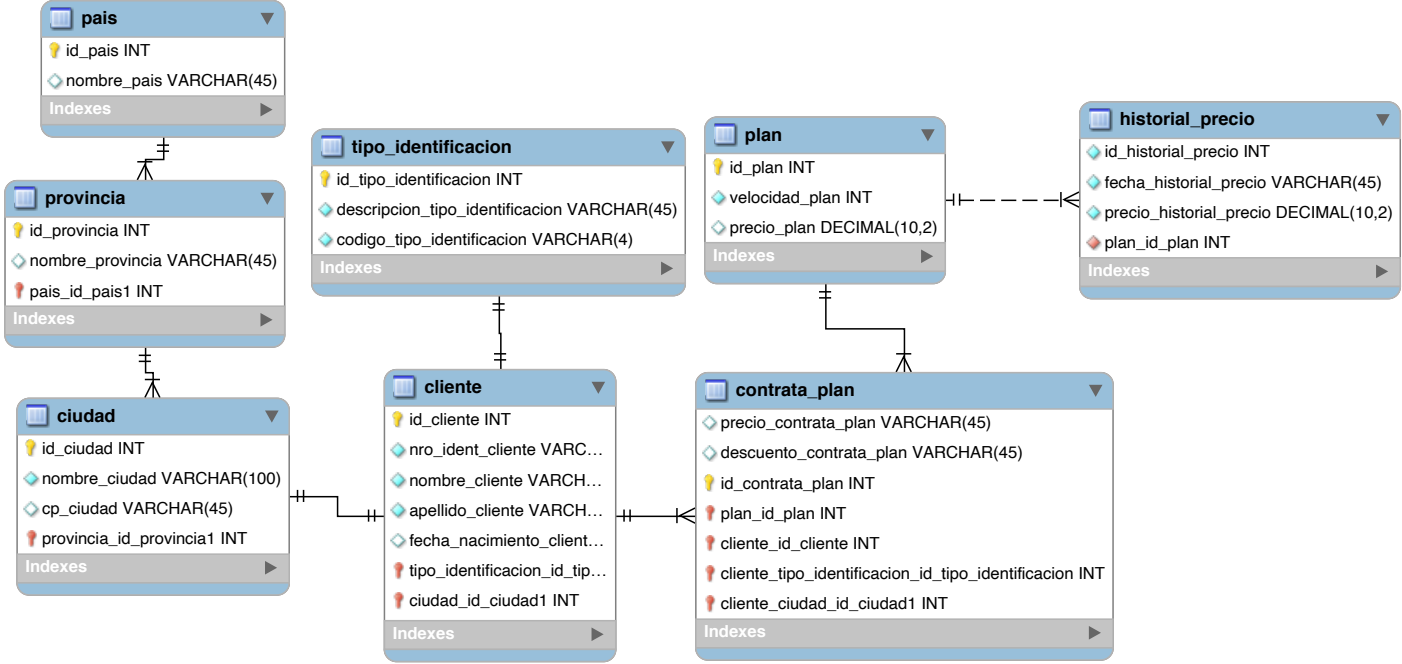 pais
id_pais INT
nombre_pais VARCHAR(45)
Indexes
provincia
id_provincia INT
nombre_provincia VARCHAR(45)
pais_id_pais1 INT
Indexes
ciudad
id_ciudad INT
nombre_ciudad VARCHAR(100)
cp_ciudad VARCHAR(45)
provincia_id_provincia1 INT
Indexes
tipo_identificacion
id_tipo_identificacion INT
descripcion_tipo_identificacion VARCHAR(45)
codigo_tipo_identificacion VARCHAR(4)
Indexes
cliente
id_cliente INT
nro_ident_cliente VARC...
nombre_cliente VARCH...
apellido_cliente VARCH...
fecha_nacimiento_client...
tipo_identificacion_id_tip...
ciudad_id_ciudad1 INT
Indexes
plan
id_plan INT
velocidad_plan INT
precio_plan DECIMAL(10,2)
Indexes
historial_precio
id_historial_precio INT
fecha_historial_precio VARCHAR(45)
precio_historial_precio DECIMAL(10,2)
plan_id_plan INT
Indexes
contrata_plan
precio_contrata_plan VARCHAR(45)
descuento_contrata_plan VARCHAR(45)
id_contrata_plan INT
plan_id_plan INT
cliente_id_cliente INT
cliente_tipo_identificacion_id_tipo_identificacion INT
cliente_ciudad_id_ciudad1 INT
Indexes